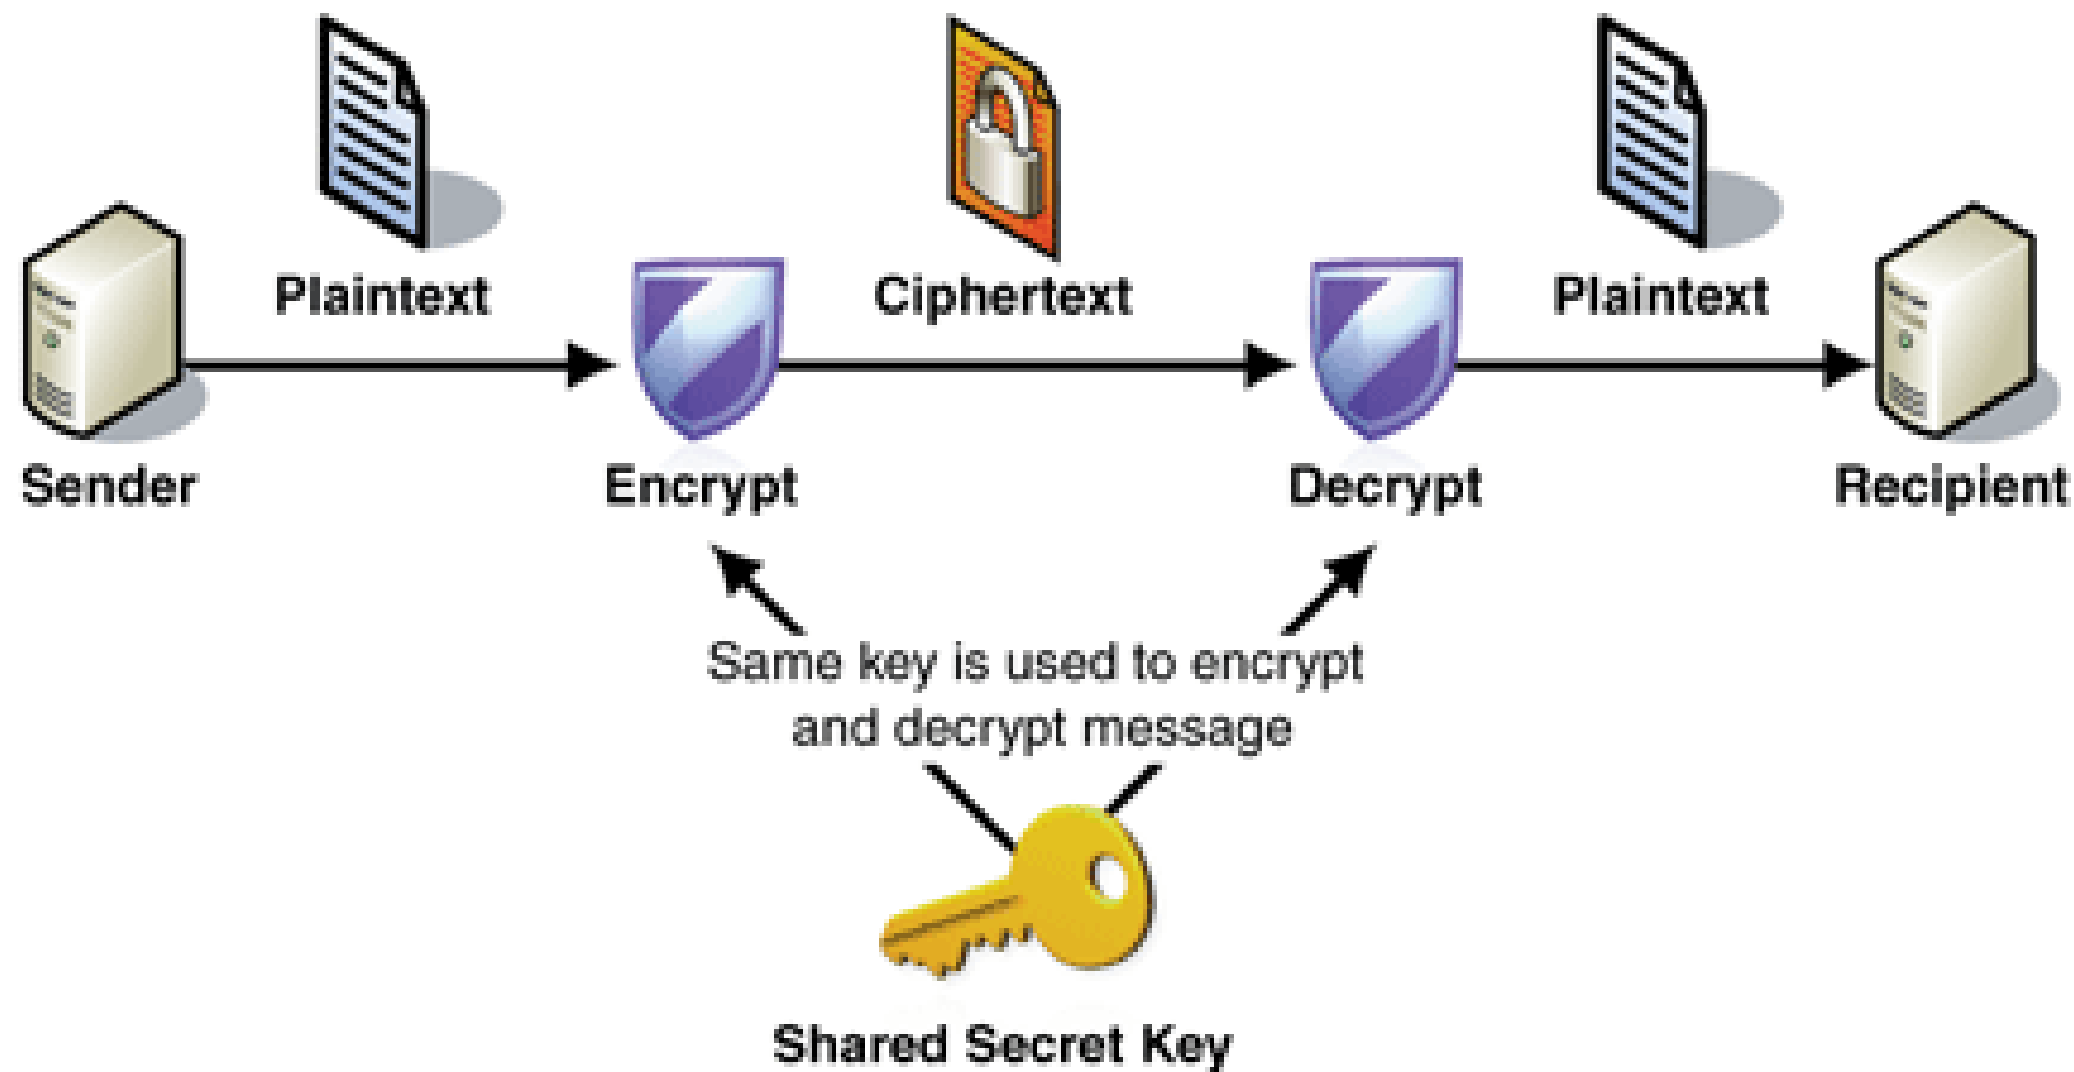 Plaintext
Ciphertext
Plaintext
Sender
Encrypt
Decrypt
Recipient
Same key is used to encrypt
and decrypt message
Shared Secret Key